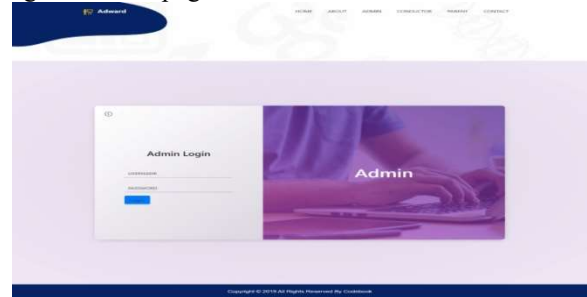 Adward
HOME ABOUT ADMIN CONDUCTOR PARENT CONTACT
Admin Login
USERNAME
PASSWORD
Admin
Copyright © 2019 All Rights Reserved By Codebook